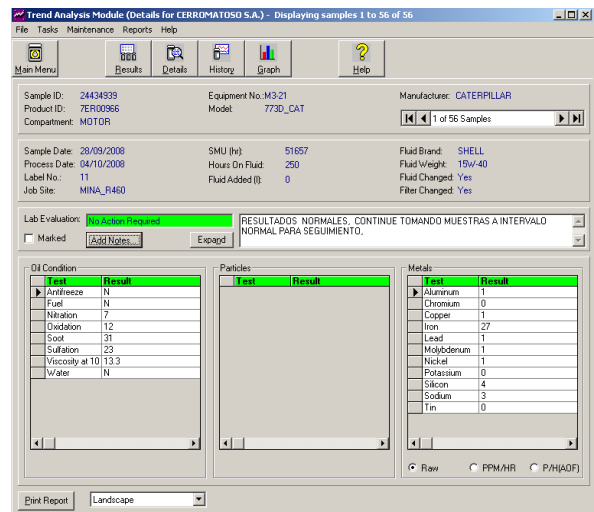 Trend Analysis Module (Details for CERROMATOSO S.A.) - Displaying samples 1 to 56 of 56
File Tasks Maintenance Reports Help
Main Menu Results Details History Graph Help
Sample ID: 24434939 Equipment No.:M3-21 Manufacturer: CATERPILLAR
Product ID: 7ER00966 Model: 773D_CAT
Compartment: MOTOR 1 of 56 Samples
Sample Date: 28/09/2008 SMU (hr): 51657 Fluid Brand: SHELL
Process Date: 04/10/2008 Hours On Fluid: 250 Fluid Weight: 15W-40
Label No.: 11 Fluid Added (l): 0 Fluid Changed: Yes
Job Site: MINA_R460 Filter Changed: Yes
Lab Evaluation: No Action Required RESULTADOS NORMALES, CONTINUE TOMANDO MUESTRAS A INTERVALO
NORMAL PARA SEGUIMIENTO.
Marked Add Notes... Expand
Oil Condition Particles Metals
Test Result Test Result Test Result
Antifreeze N Aluminum 1
Fuel N Chromium 0
Nitration 7 Copper 1
Oxidation 12 Iron 27
Soot 31 Lead 1
Sulfation 23 Molybdenum 1
Viscosity at 10 13.3 Nickel 1
Water N Potassium 0
Silicon 4
Sodium 3
Tin 0
Raw PPM/HR P/H(AOF)
Print Report Landscape